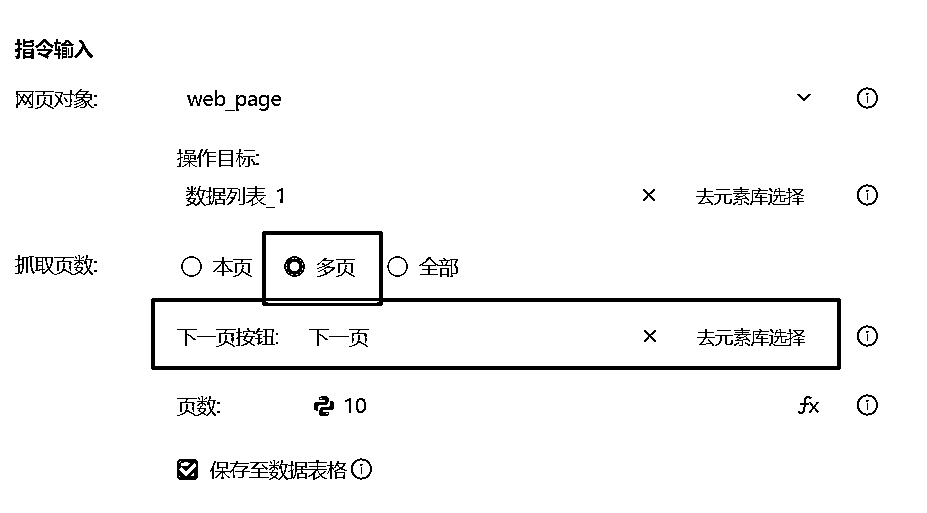 指令输入
网页对象: web_page
操作目标:
数据列表_1 去元素库选择
抓取页数: 本页 多页 全部
下一页按钮: 下一页 去元素库选择
页数: 10 fx
保存至数据表格